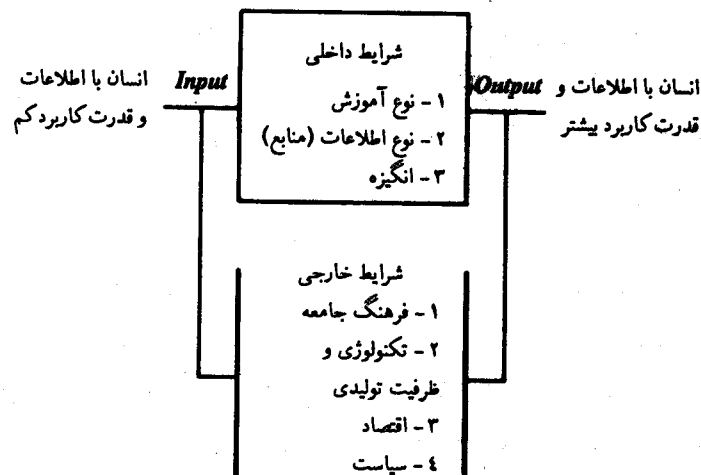 شرایط داخلی
۱ - نوع آموزش
۲ - نوع اطلاعات (منابع)
۳ - انگیزه
Input
انسان با اطلاعات
و قدرت کاربرد کم
Output
انسان با اطلاعات و
قدرت کاربرد بیشتر
شرایط خارجی
۱ - فرهنگ جامعه
۲ - تکنولوژی و
ظرفیت تولیدی
۳ - اقتصاد
٤ - سیاست